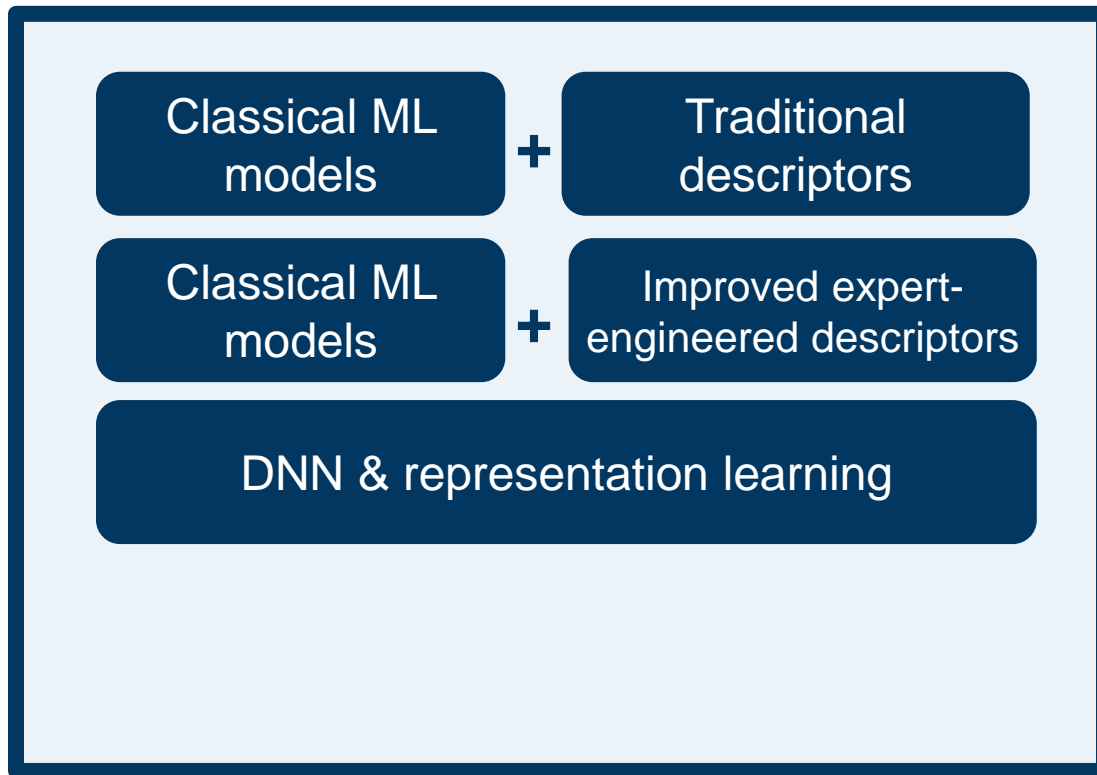 Classical ML
models
+
Traditional
descriptors
Classical ML
models
+
Improved expert-
engineered descriptors
DNN & representation learning